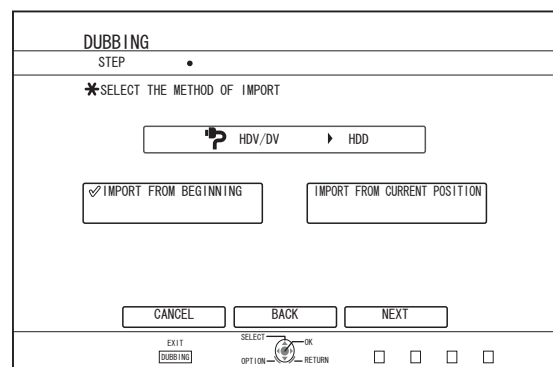 DUBBING
STEP
SELECT THE METHOD OF IMPORT
HDV/DV HDD
IMPORT FROM BEGINNING IMPORT FROM CURRENT POSITION
CANCEL BACK NEXT
EXIT SELECT OK
DUBBING OPTION RETURN